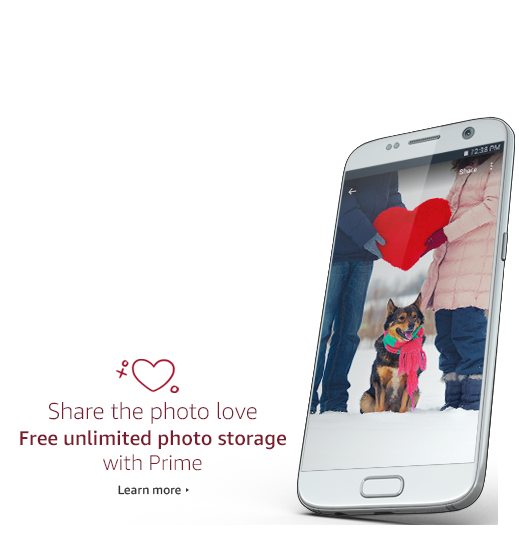 12:38 PM
Share
Share the photo love
Free unlimited photo storage
with Prime
Learn more